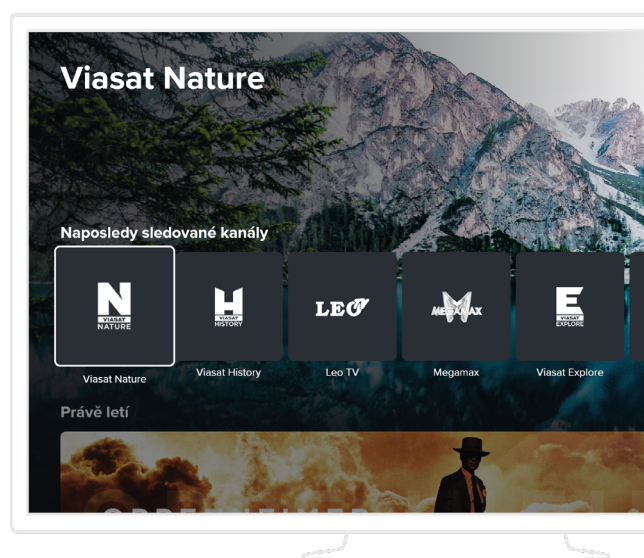 Viasat Nature
Naposledy sledované kanály
N
VIASAT
NATURE
H
VIASAT
HISTORY
LEO
MEGAMAX
E
VIASAT
EXPLORE
Viasat Nature
Viasat History
Leo TV
Megamax
Viasat Explore
Právě letí